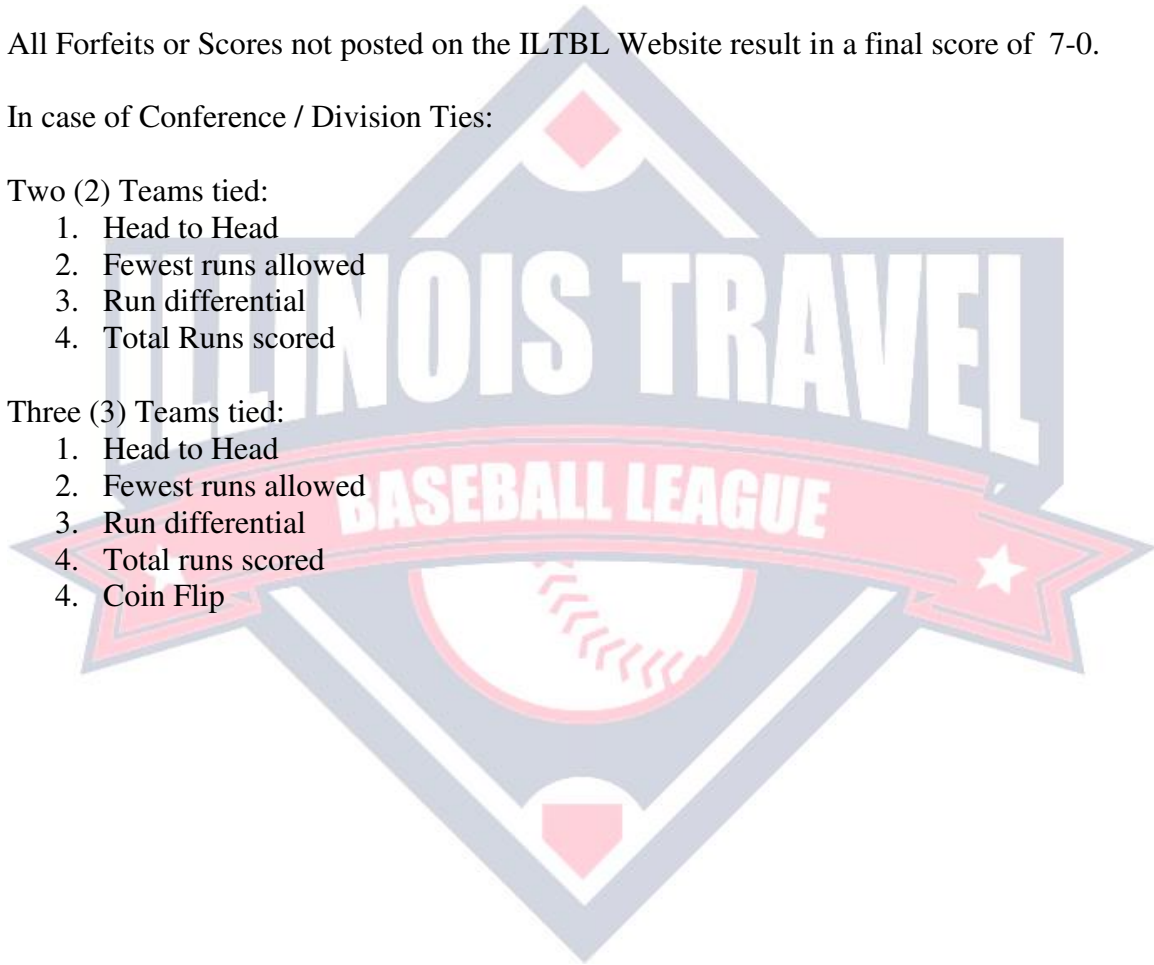 All Forfeits or Scores not posted on the ILTBL Website result in a final score of 7-0.
In case of Conference / Division Ties:
Two (2) Teams tied:
1. Head to Head
2. Fewest runs allowed
3. Run differential
4. Total Runs scored
Three (3) Teams tied:
1. Head to Head
2. Fewest runs allowed
3. Run differential
4. Total runs scored
4. Coin Flip
ILLINOIS TRAVEL
BASEBALL LEAGUE